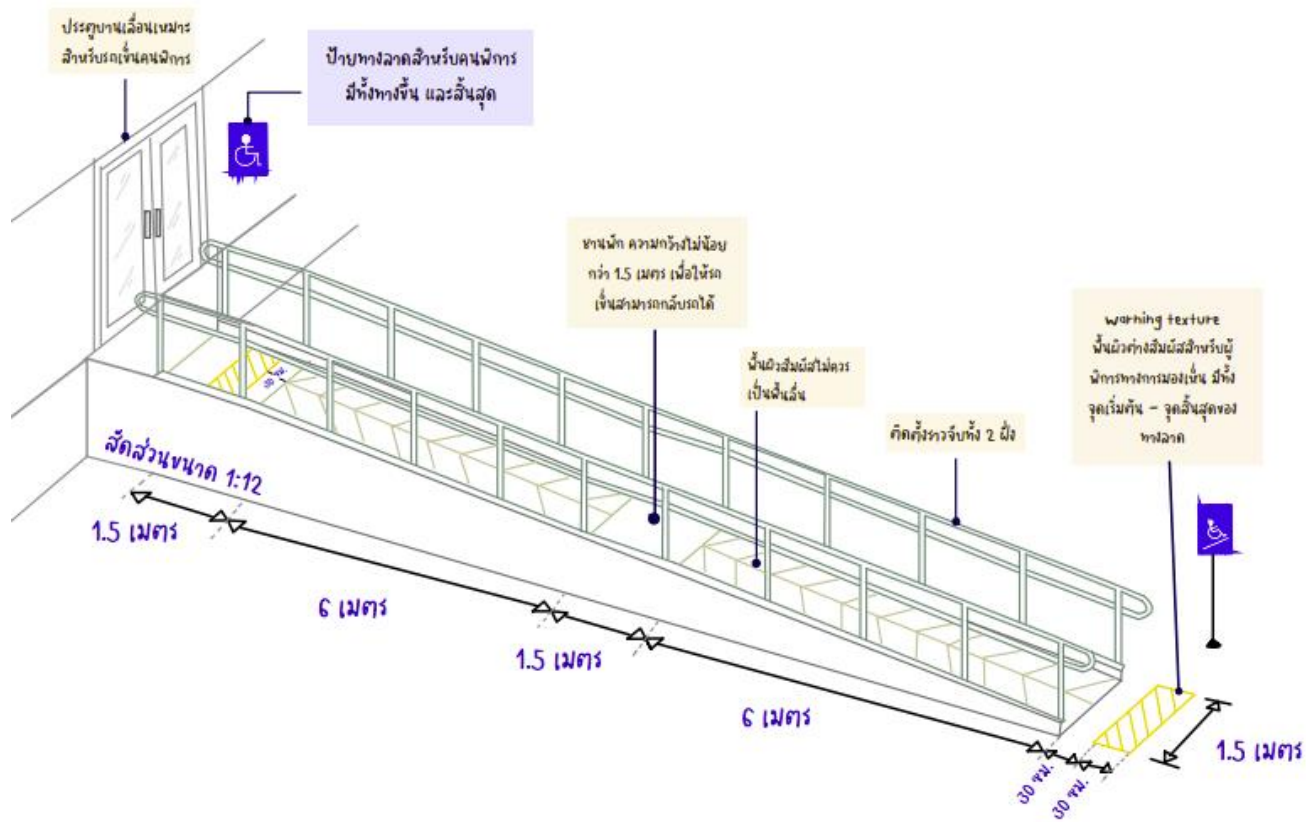 ประตูบานเลื่อนเหมาะ
สำหรับรถเข็นคนพิการ
ป้ายทางลาดสำหรับคนพิการ
มีทั้งทางขึ้น และสิ้นสุด
ชานพัก ความกว้างไม่น้อย
กว่า 1.5 เมตร เพื่อให้รถ
เข็นสามารถกลับรถได้
พื้นผิวสัมผัสไม่ควร
เป็นพื้นลื่น
ติดตั้งราวจับทั้ง 2 ฝั่ง
warning texture
พื้นผิวต่างสัมผัสสำหรับผู้
พิการทางการมองเห็น มีทั้ง
จุดเริ่มต้น - จุดสิ้นสุดของ
ทางลาด
30 ซม.
สัดส่วนขนาด 1:12
1.5 เมตร
6 เมตร
1.5 เมตร
6 เมตร
30 ซม.
30 ซม.
1.5 เมตร